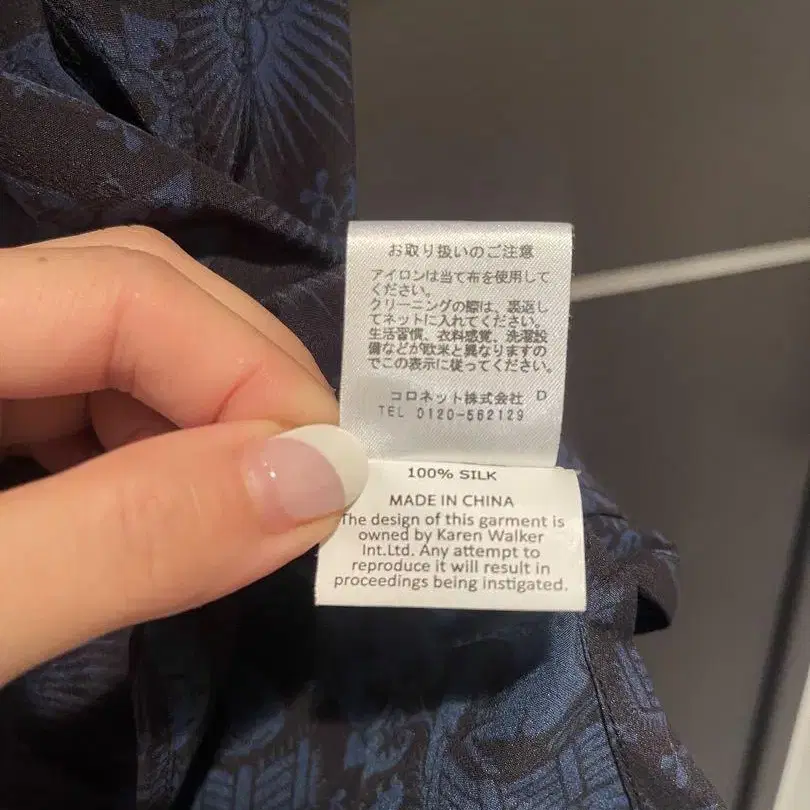 お取り扱いのご注意
アイロンは当て布を使用して
ください。
クリーニングの際は、裏返し
てネットに入れてください。
生活習慣、衣料感覚、洗濯設
備などが欧米と異なりますの
でこの表示に従ってください。
コロネット株式会社 D
TEL 0120-562129
100% SILK
MADE IN CHINA
The design of this garment is
owned by Karen Walker
Int.Ltd. Any attempt to
reproduce it will result in
proceedings being instigated.